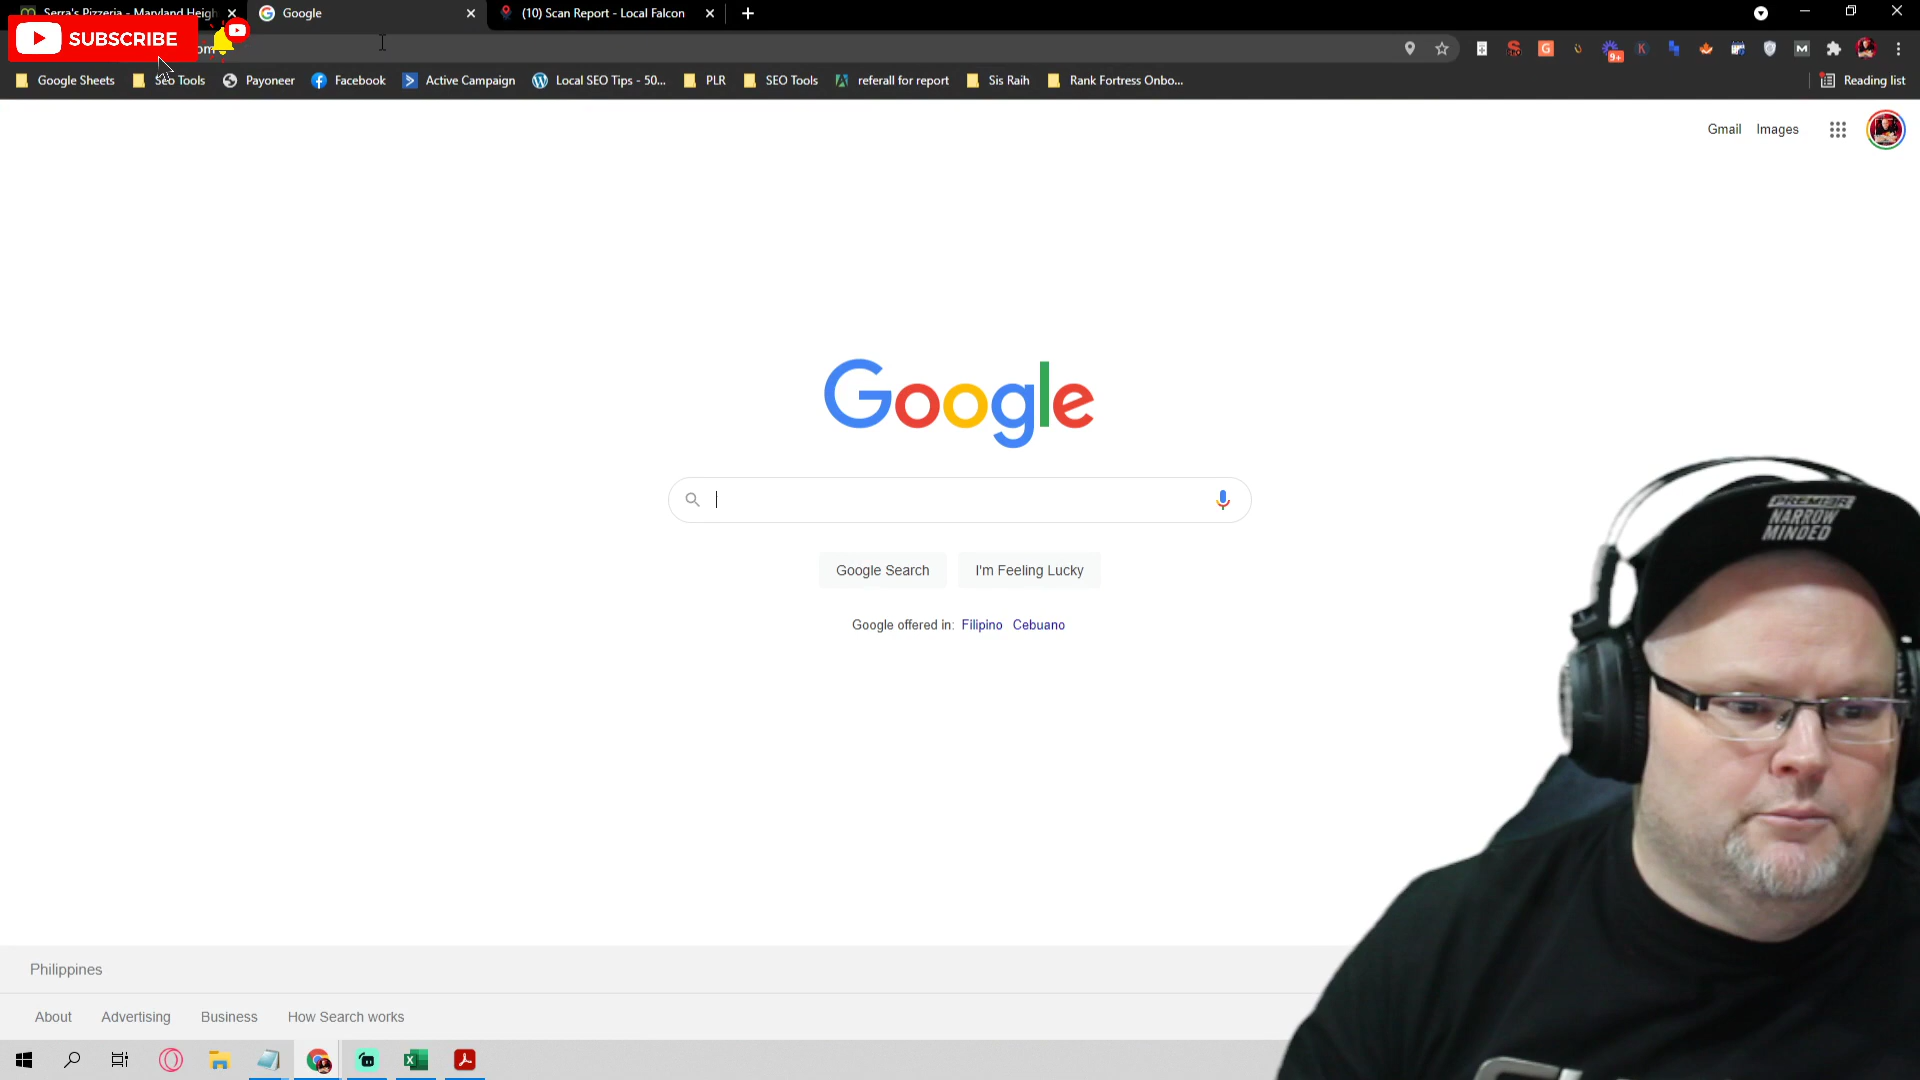 Serra's Pizzeria - Maryland Heigh
Google
(10) Scan Report - Local Falcon
SUBSCRIBE
om
9+
Google Sheets
Seo Tools
Payoneer
Facebook
Active Campaign
Local SEO Tips - 50...
PLR
SEO Tools
referall for report
Sis Raih
Rank Fortress Onbo...
Reading list
Gmail
Images
Google
Google Search
I'm Feeling Lucky
Google offered in: Filipino Cebuano
PREMIER
NARROW
MINDED
Philippines
About
Advertising
Business
How Search works